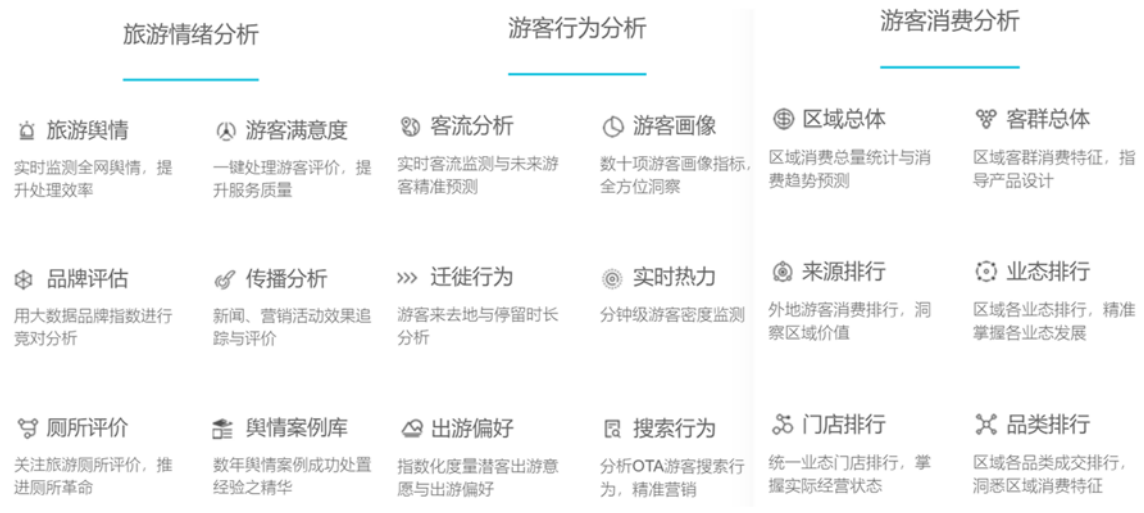 旅游情绪分析
旅游舆情
实时监测全网舆情，提
升处理效率
游客满意度
一键处理游客评价，提
升服务质量
品牌评估
用大数据品牌指数进行
竞对分析
传播分析
新闻、营销活动效果追
踪与评价
厕所评价
关注旅游厕所评价，推
进厕所革命
舆情案例库
数年舆情案例成功处置
经验之精华
游客行为分析
客流分析
实时客流监测与未来游
客精准预测
游客画像
数十项游客画像指标，
全方位洞察
迁徙行为
游客来去地与停留时长
分析
实时热力
分钟级游客密度监测
出游偏好
指数化度量潜客出游意
愿与出游偏好
搜索行为
分析OTA游客搜索行
为，精准营销
游客消费分析
区域总体
区域消费总量统计与消
费趋势预测
客群总体
区域客群消费特征，指
导产品设计
来源排行
外地游客消费排行，洞
察区域价值
业态排行
区域各业态排行，精准
掌握各业态发展
门店排行
统一业态门店排行，掌
握实际经营状态
品类排行
区域各品类成交排行，
洞悉区域消费特征